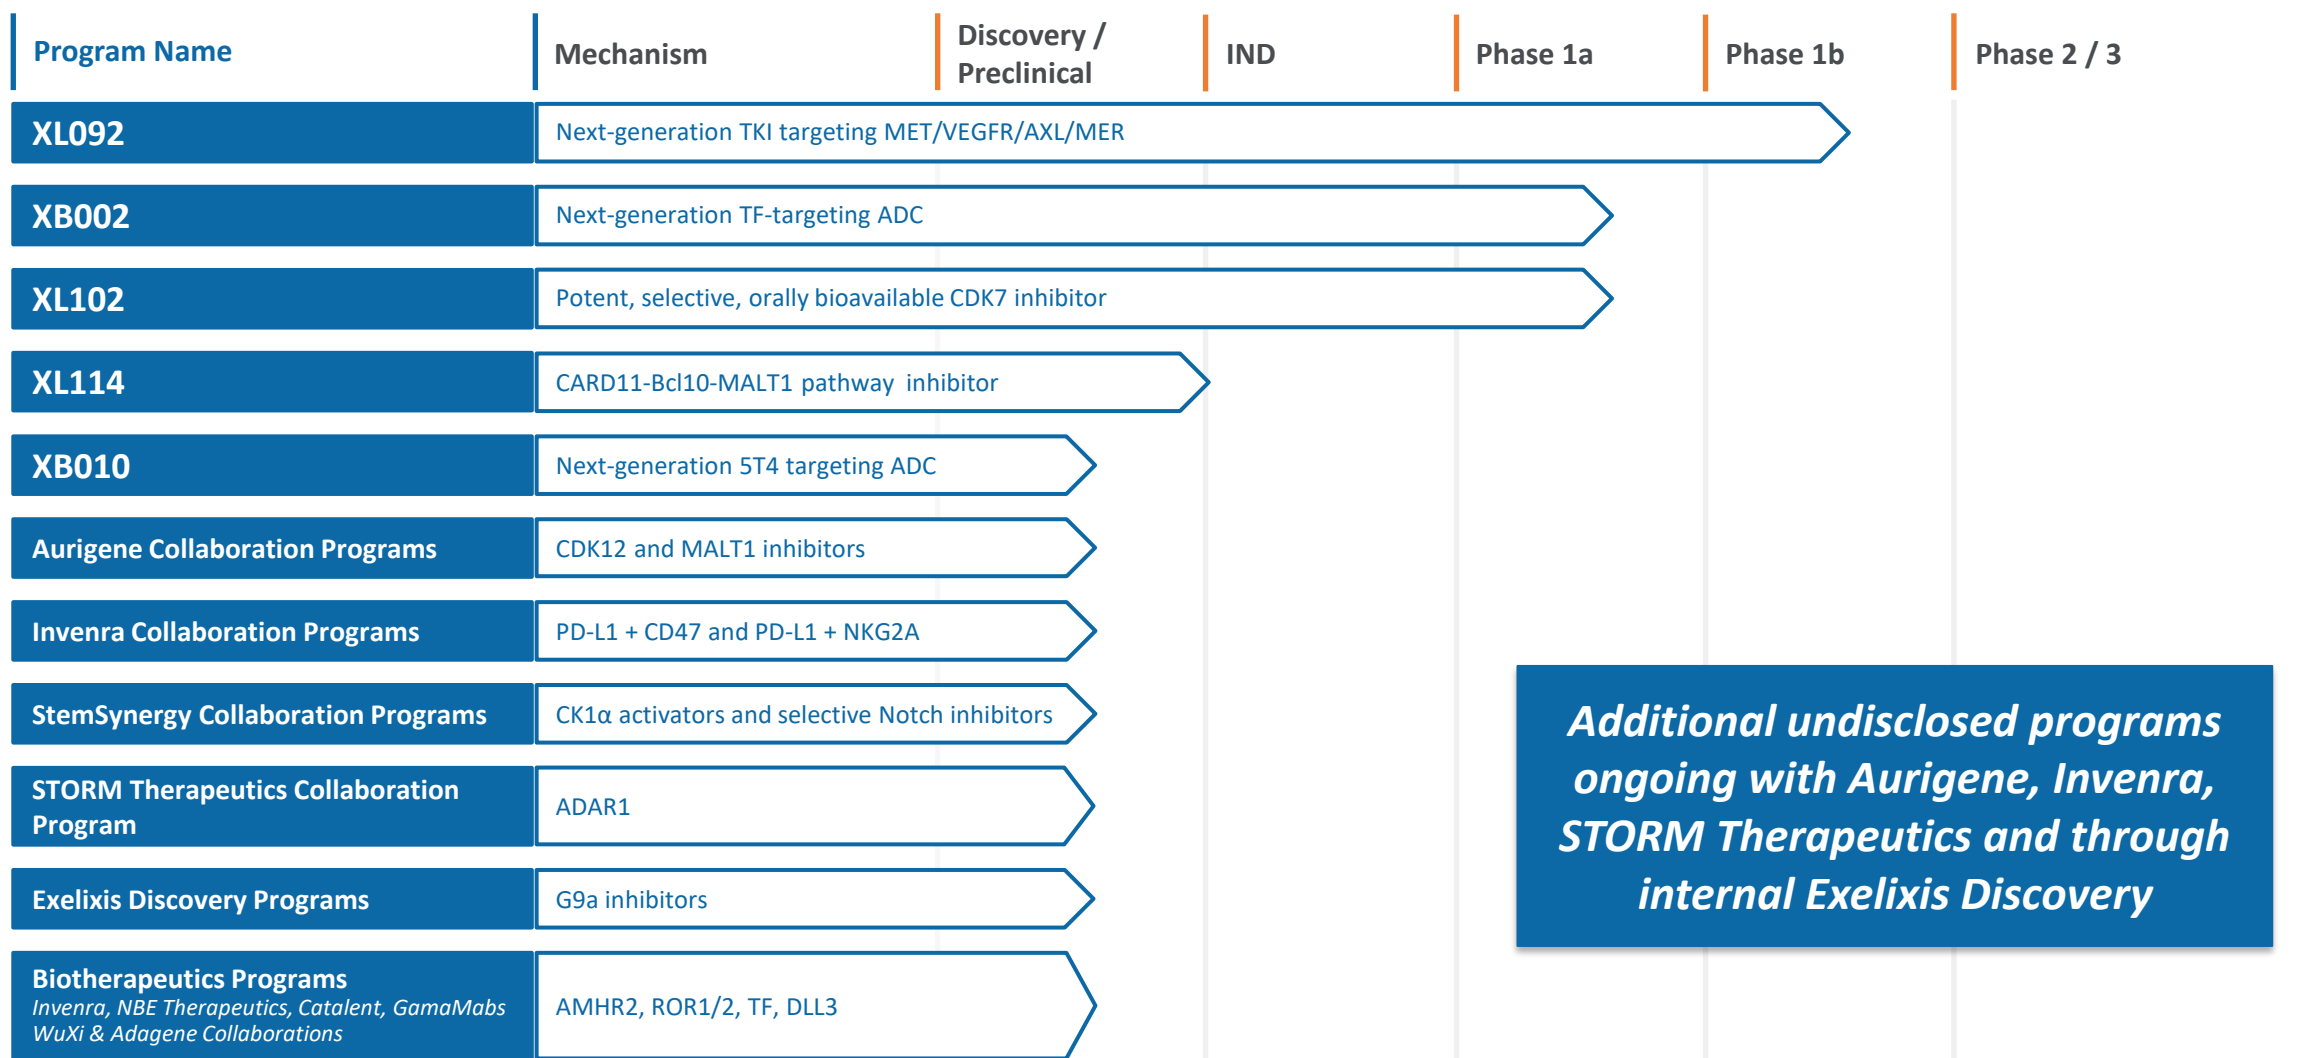 Program Name
Mechanism
Discovery /
Preclinical
IND
Phase 1a
Phase 1b
Phase 2 / 3
XL092
Next-generation TKI targeting MET/VEGFR/AXL/MER
XB002
Next-generation TF-targeting ADC
XL102
Potent, selective, orally bioavailable CDK7 inhibitor
XL114
CARD11-Bcl10-MALT1 pathway  inhibitor
XB010
Next-generation 5T4 targeting ADC
Aurigene Collaboration Programs
CDK12 and MALT1 inhibitors
Invenra Collaboration Programs
PD-L1 + CD47 and PD-L1 + NKG2A
StemSynergy Collaboration Programs
CK1α activators and selective Notch inhibitors
STORM Therapeutics Collaboration
Program
ADAR1
Exelixis Discovery Programs
G9a inhibitors
Biotherapeutics Programs
Invenra, NBE Therapeutics, Catalent, GamaMabs
WuXi & Adagene Collaborations
AMHR2, ROR1/2, TF, DLL3
Additional undisclosed programs
ongoing with Aurigene, Invenra,
STORM Therapeutics and through
internal Exelixis Discovery